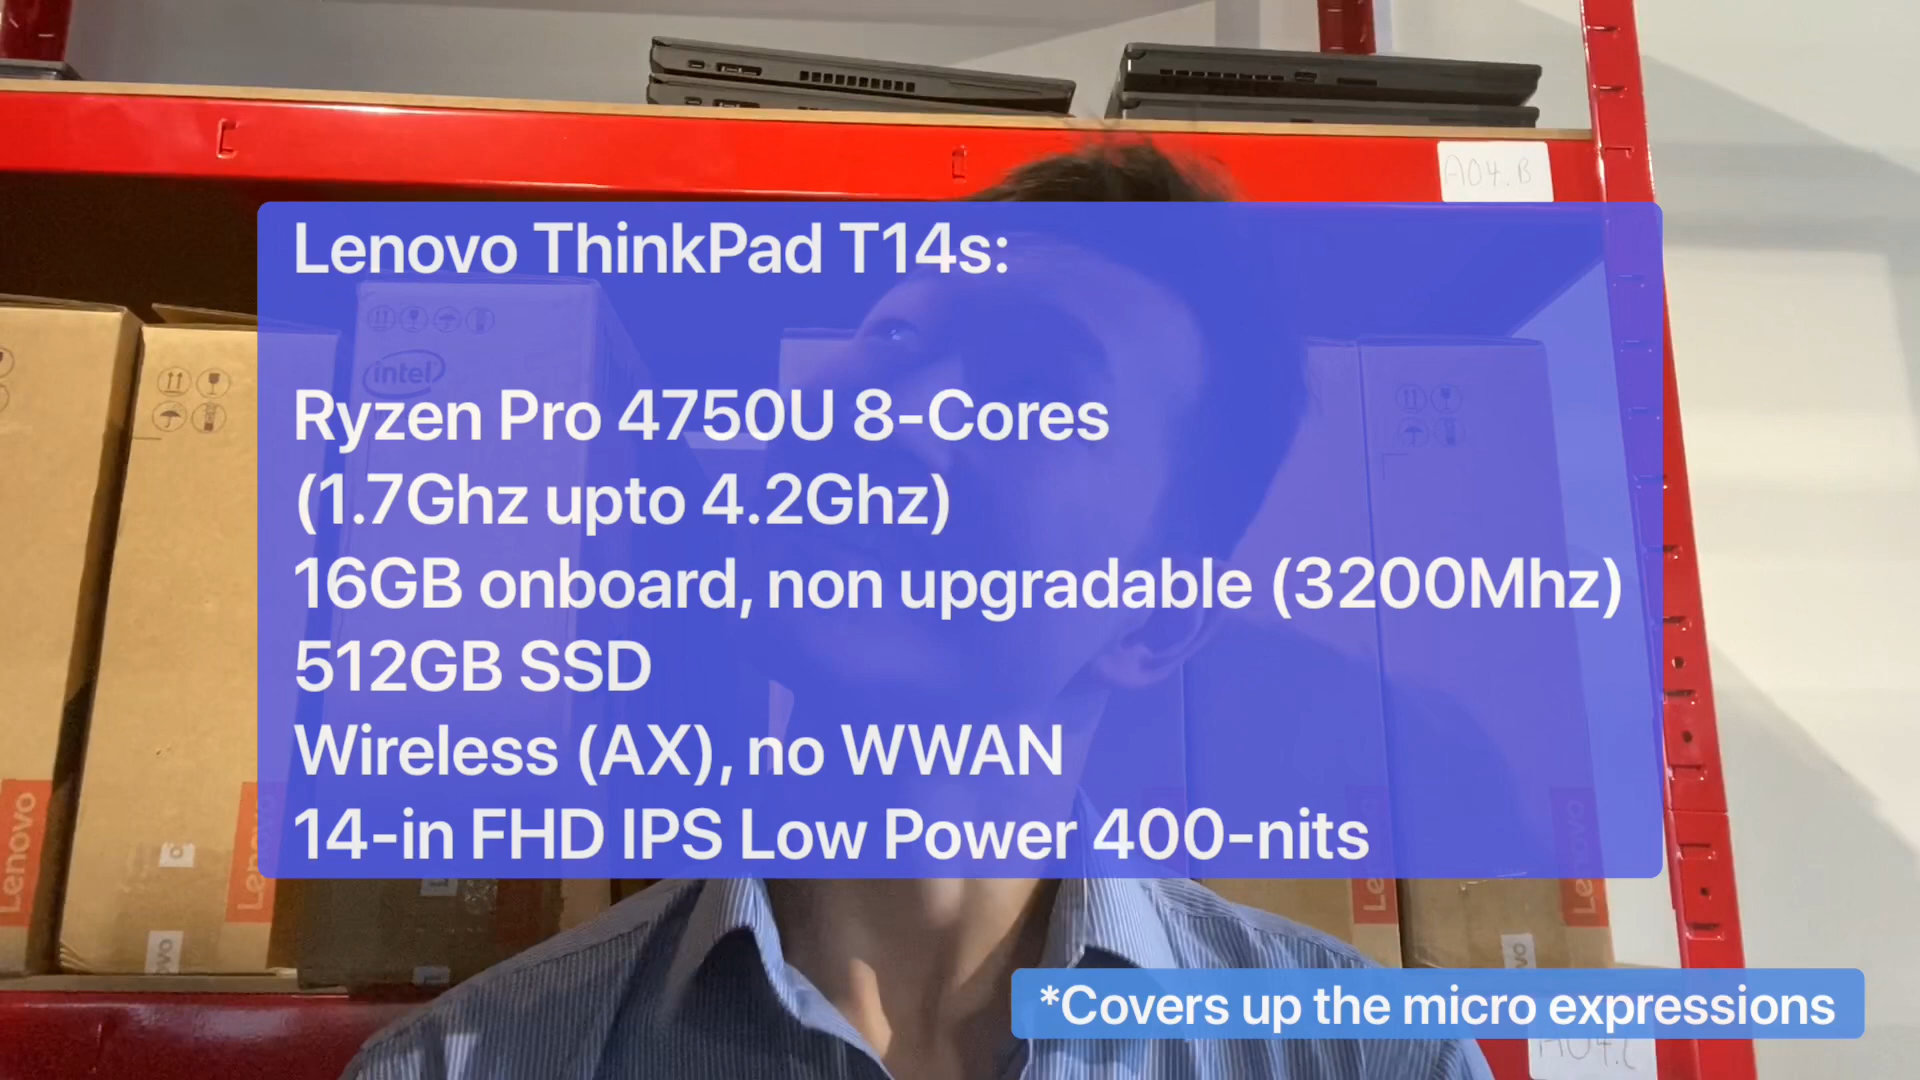 A04.B
Lenovo ThinkPad T14s:
intel
Ryzen Pro 4750U 8-Cores
(1.7Ghz upto 4.2Ghz)
16GB onboard, non upgradable (3200Mhz)
512GB SSD
Wireless (AX), no WWAN
14-in FHD IPS Low Power 400-nits
Lenovo
Lenovo
*Covers up the micro expressions